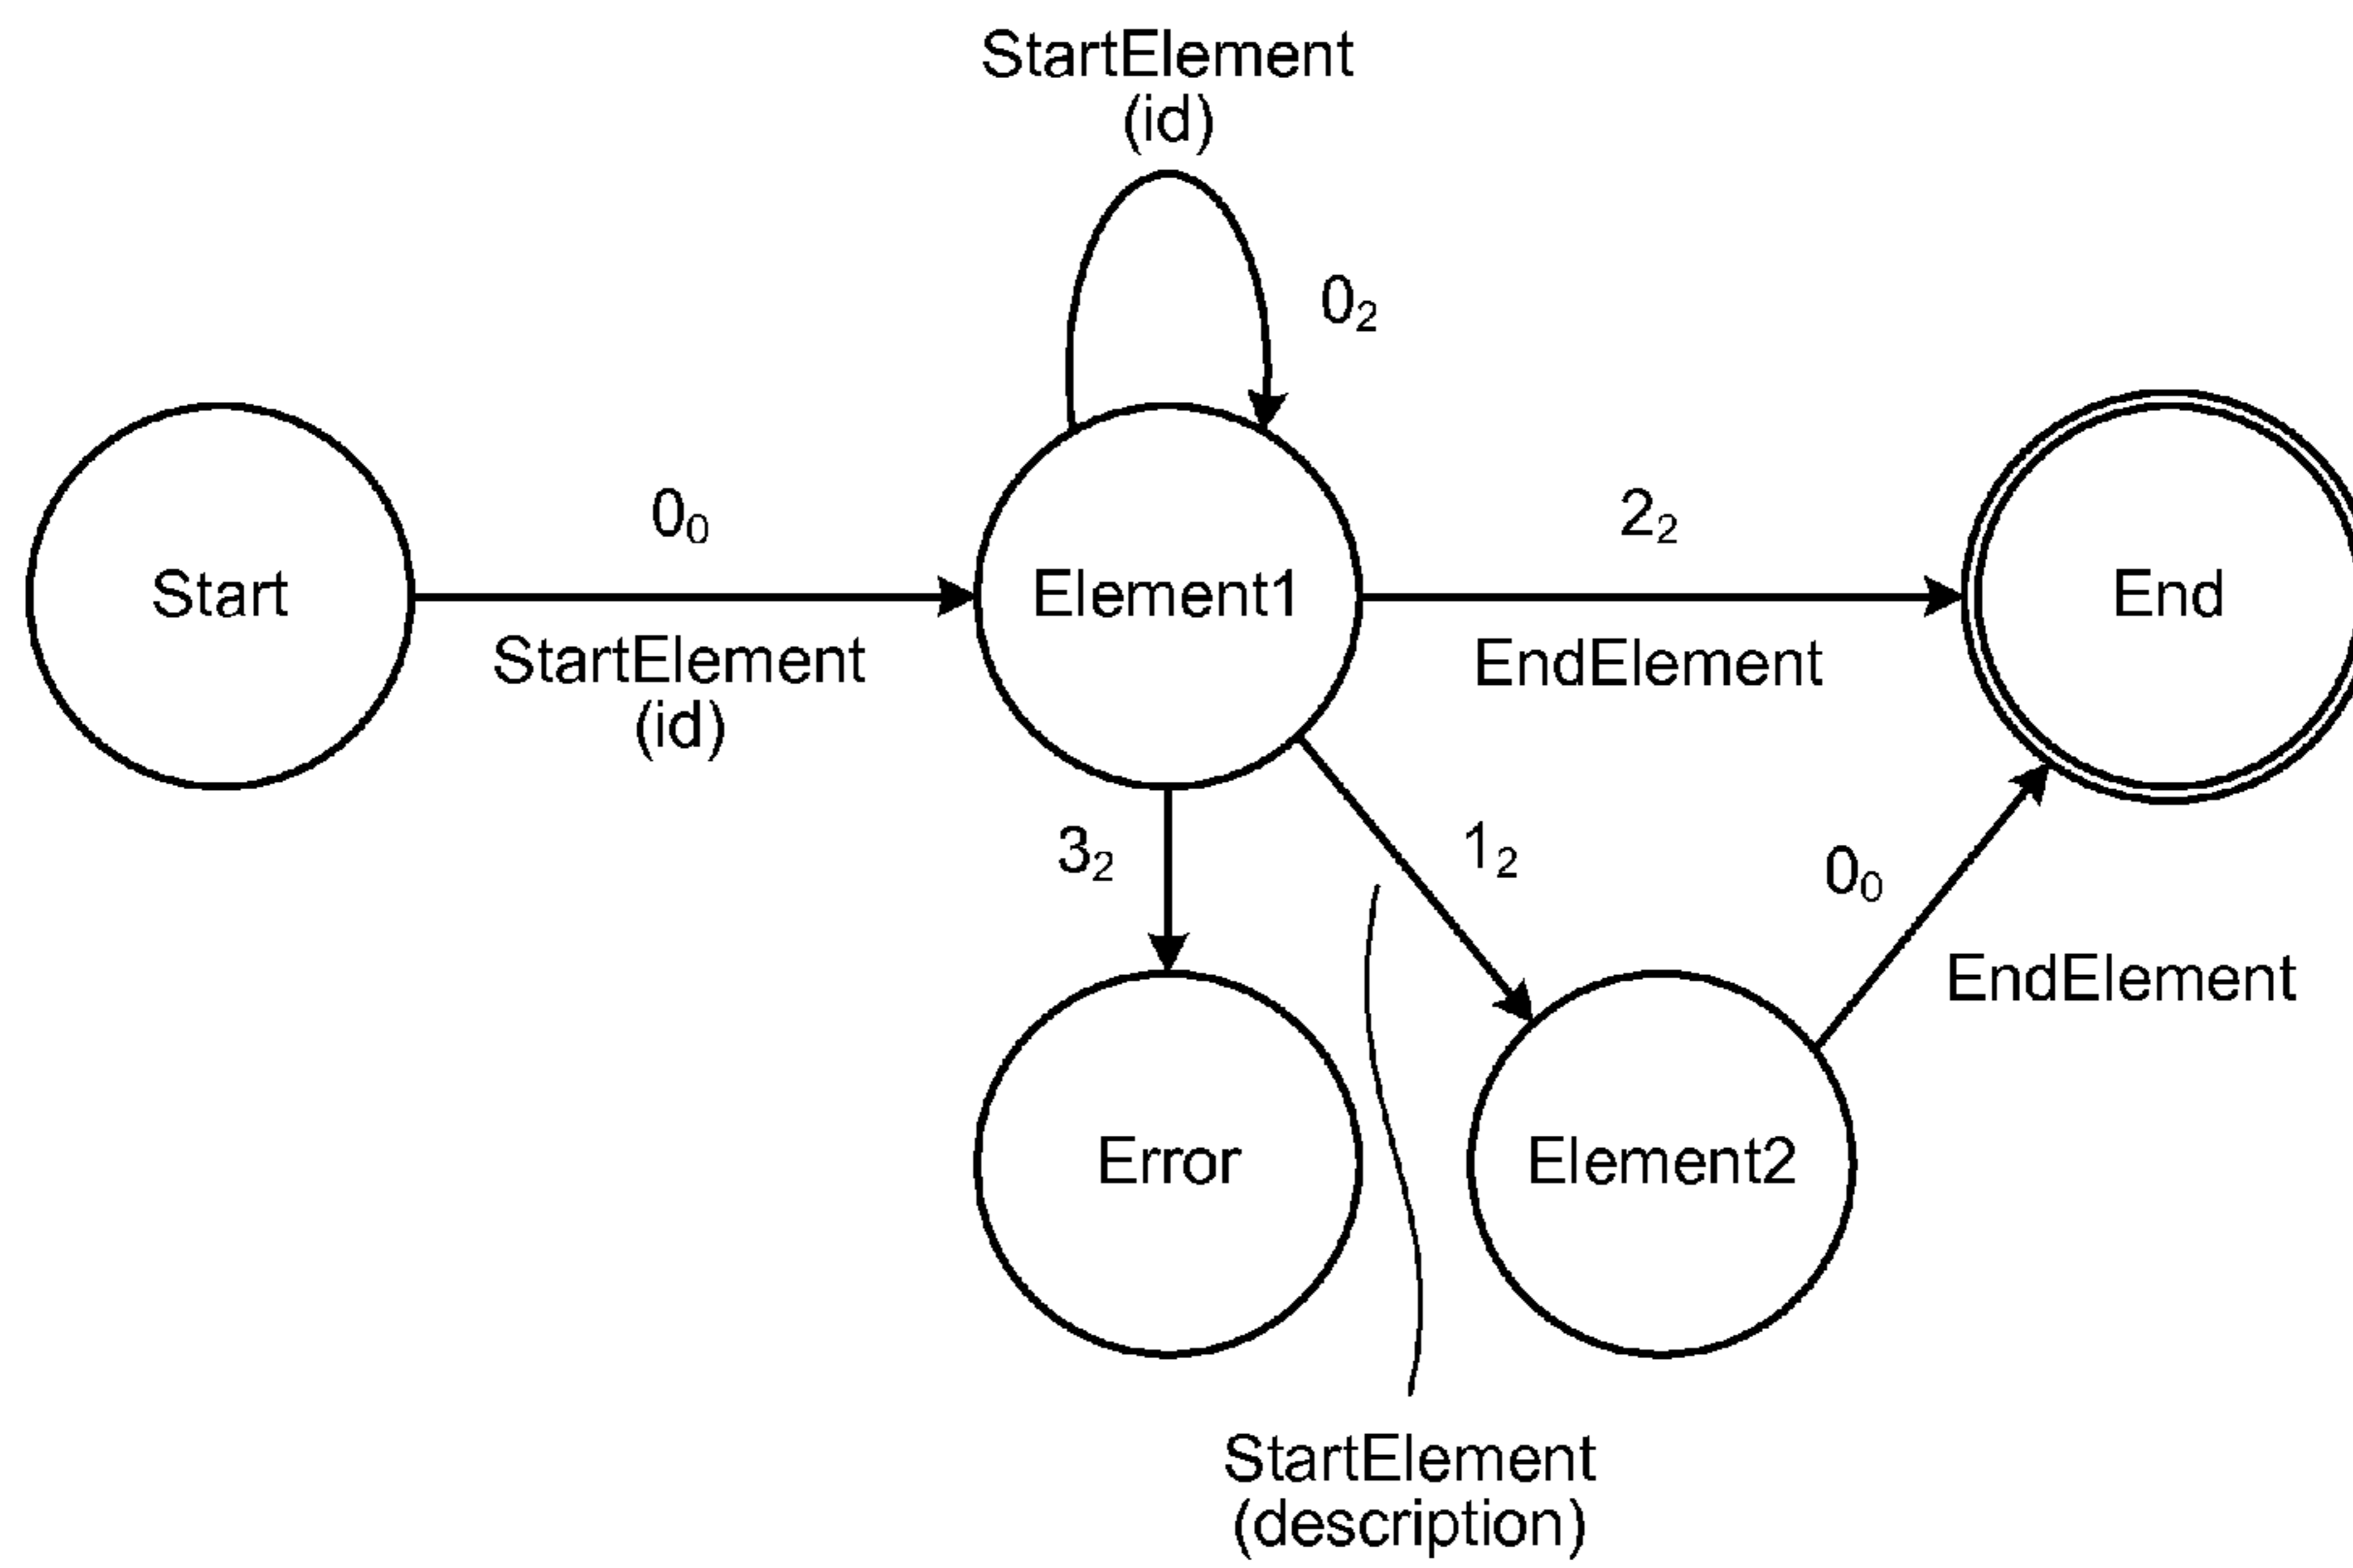 StartElement
(id)
0₂
0₀
2₂
Start
Element1
End
StartElement
(id)
EndElement
3₂
1₂
0₀
EndElement
Error
Element2
StartElement
(description)